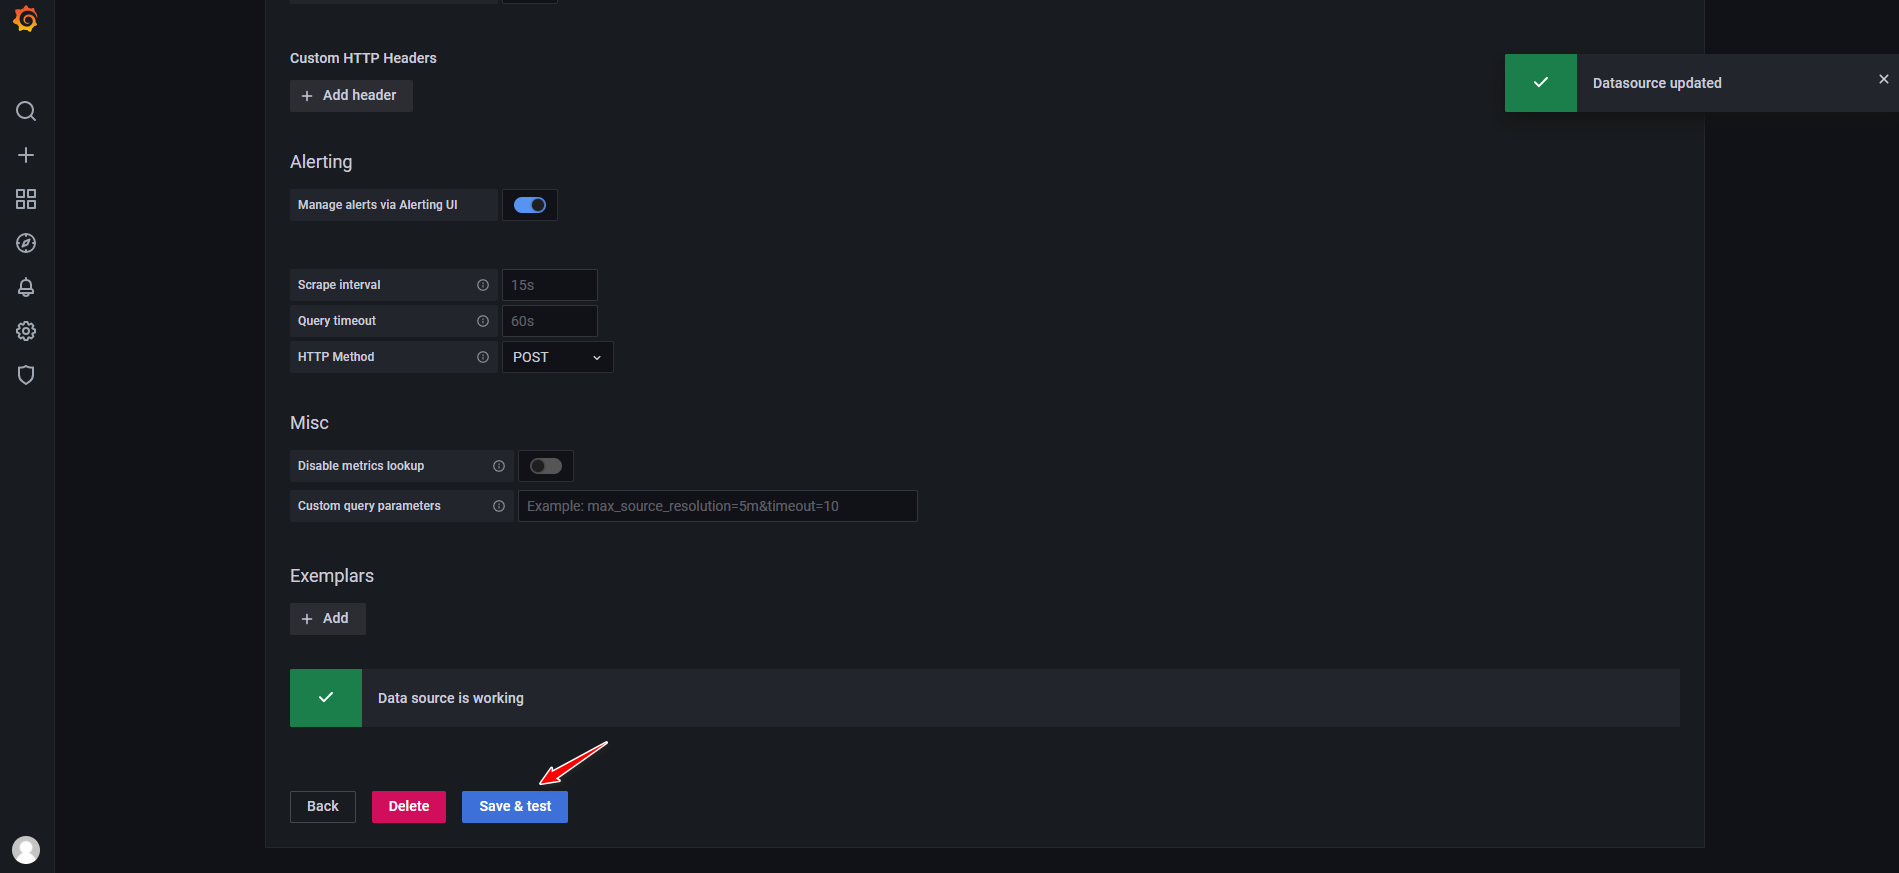 Custom HTTP Headers
Add header
Datasource updated
Alerting
Manage alerts via Alerting UI
Scrape interval 15s
Query timeout 60s
HTTP Method POST
Misc
Disable metrics lookup
Custom query parameters Example: max_source_resolution=5m&timeout=10
Exemplars
Add
Data source is working
Back Delete Save & test